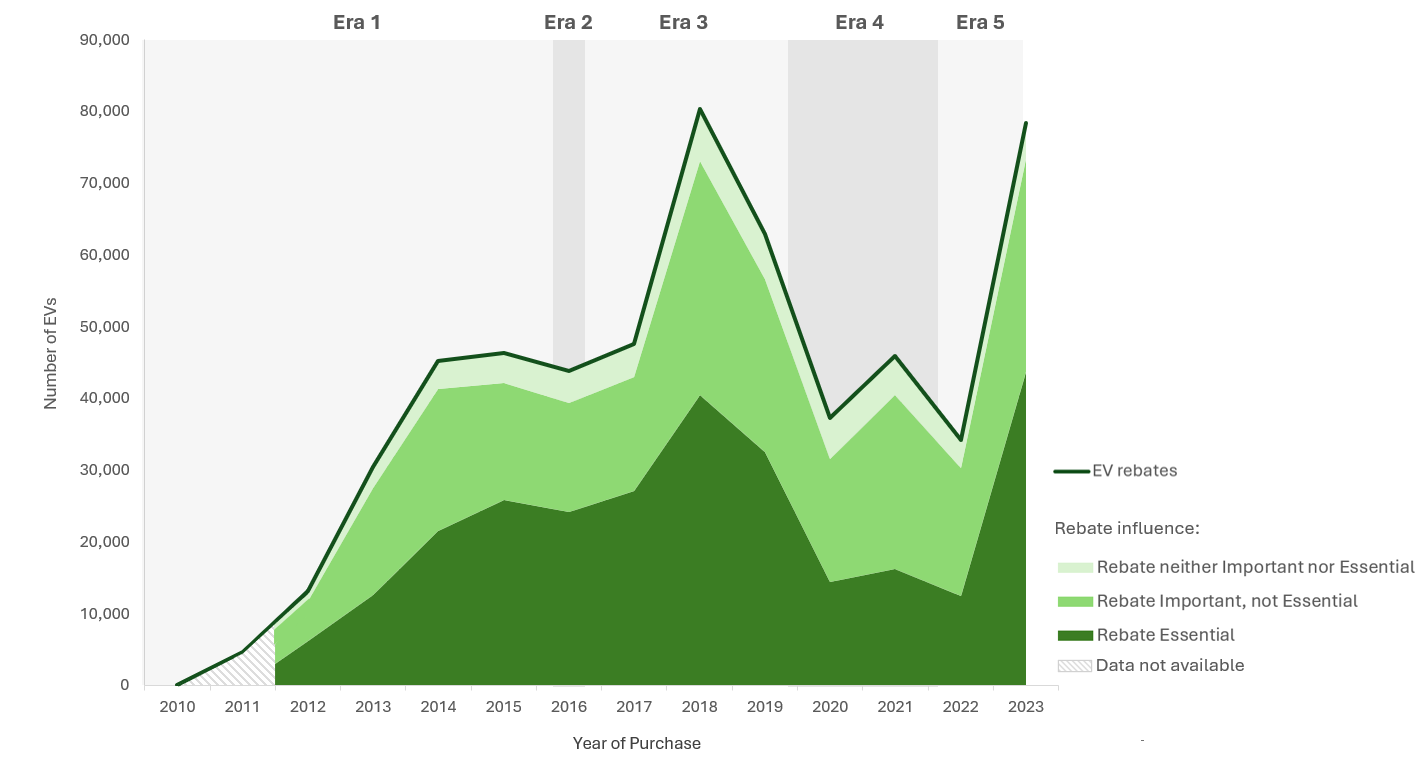 Era 1 Era 2 Era 3 Era 4 Era 5
90,000
80,000
70,000
60,000
50,000
40,000
30,000
20,000
10,000
0
Number of EVs
2010 2011 2012 2013 2014 2015 2016 2017 2018 2019 2020 2021 2022 2023
Year of Purchase
EV rebates
Rebate influence:
Rebate neither Important nor Essential
Rebate Important, not Essential
Rebate Essential
Data not available